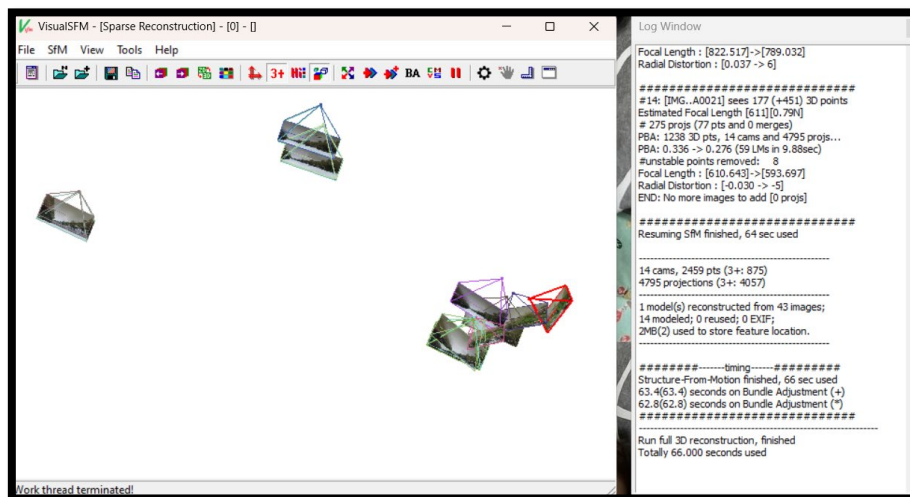 VisualSFM - [Sparse Reconstruction] - [0] - []
File SfM View Tools Help
3+ BA
Work thread terminated!
Log Window
Focal Length : [822.517]->[789.032]
Radial Distortion : [0.037 -> 6]
############################
#14: [IMG..A0021] sees 177 (+451) 3D points
Estimated Focal Length [611][0.79N]
# 275 projs (77 pts and 0 merges)
PBA: 1238 3D pts, 14 cams and 4795 projs...
PBA: 0.336 -> 0.276 (59 LMs in 9.88sec)
#unstable points removed: 8
Focal Length : [610.643]->[593.697]
Radial Distortion : [-0.030 -> -5]
END: No more images to add [0 projs]
############################
Resuming SfM finished, 64 sec used
----------------------------------------------------
14 cams, 2459 pts (3+: 875)
4795 projections (3+: 4057)
----------------------------------------------------
1 model(s) reconstructed from 43 images;
14 modeled; 0 reused; 0 EXIF;
2MB(2) used to store feature location.
----------------------------------------------------
########-------timing------#########
Structure-From-Motion finished, 66 sec used
63.4(63.4) seconds on Bundle Adjustment (+)
62.8(62.8) seconds on Bundle Adjustment (*)
############################
----------------------------------------------------------------
Run full 3D reconstruction, finished
Totally 66.000 seconds used